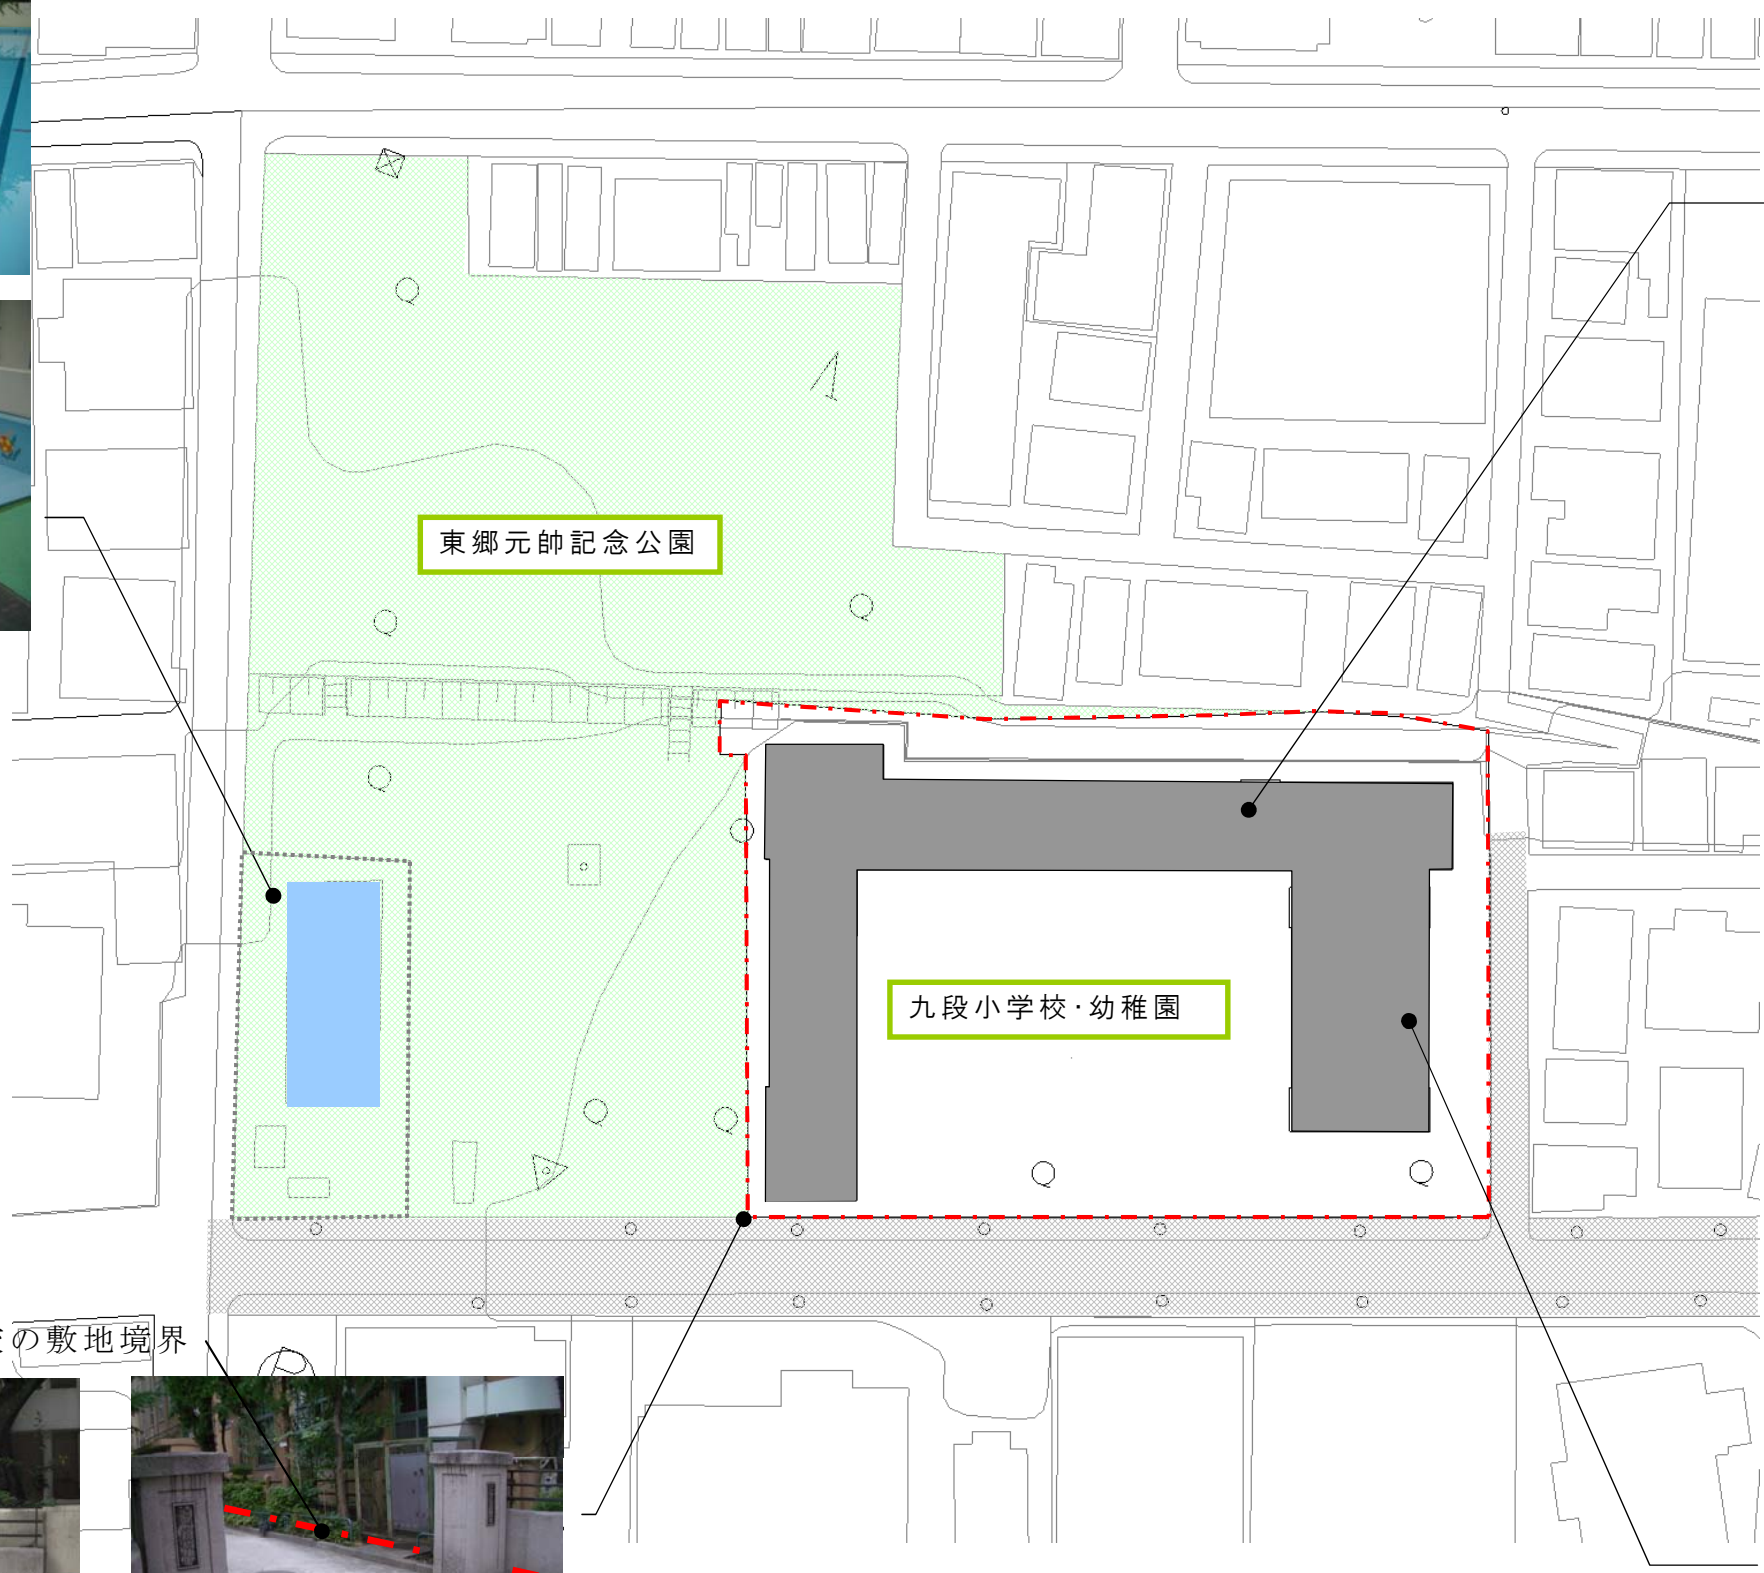 東郷元帥記念公園
九段小学校・幼稚園
の敷地境界